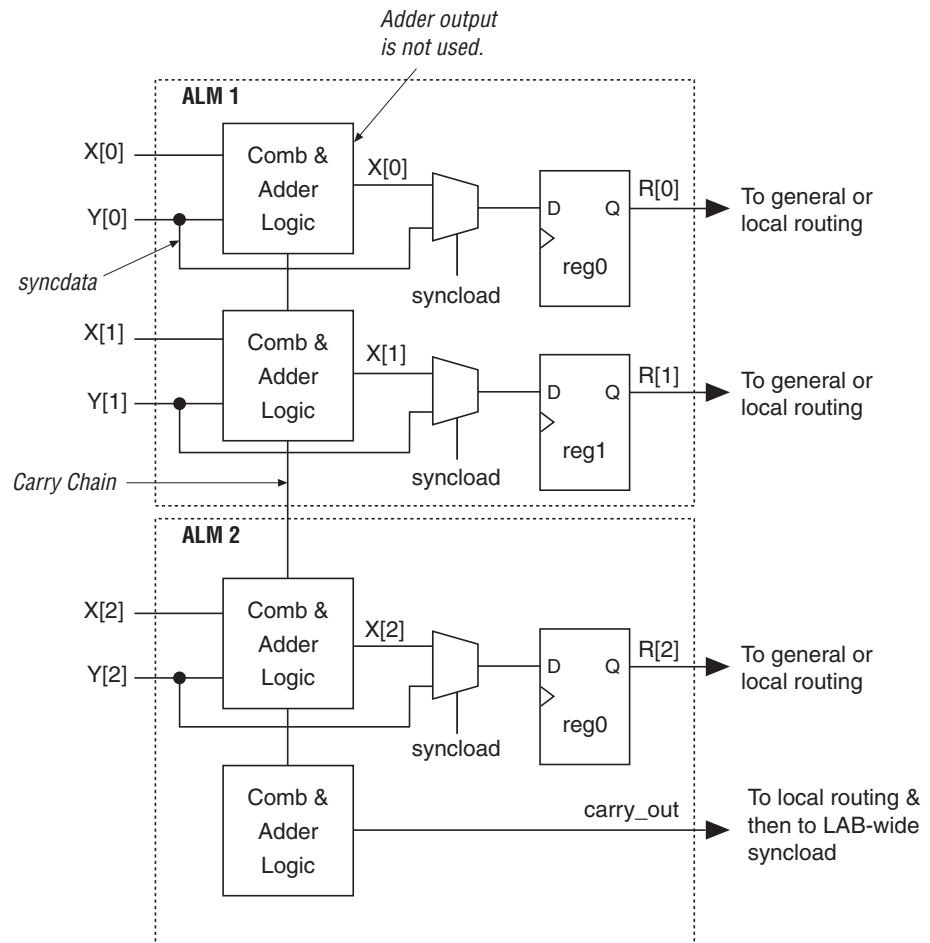 Adder output
is not used.
ALM 1
X[0]
Comb &
Adder
Logic
X[0]
Y[0]
D Q
R[0]
To general or
local routing
reg0
syncdata
syncload
X[1]
Comb &
Adder
Logic
X[1]
Y[1]
D Q
R[1]
To general or
local routing
reg1
syncload
Carry Chain
ALM 2
X[2]
Comb &
Adder
Logic
X[2]
Y[2]
D Q
R[2]
To general or
local routing
reg0
syncload
Comb &
Adder
Logic
carry_out
To local routing &
then to LAB-wide
syncload